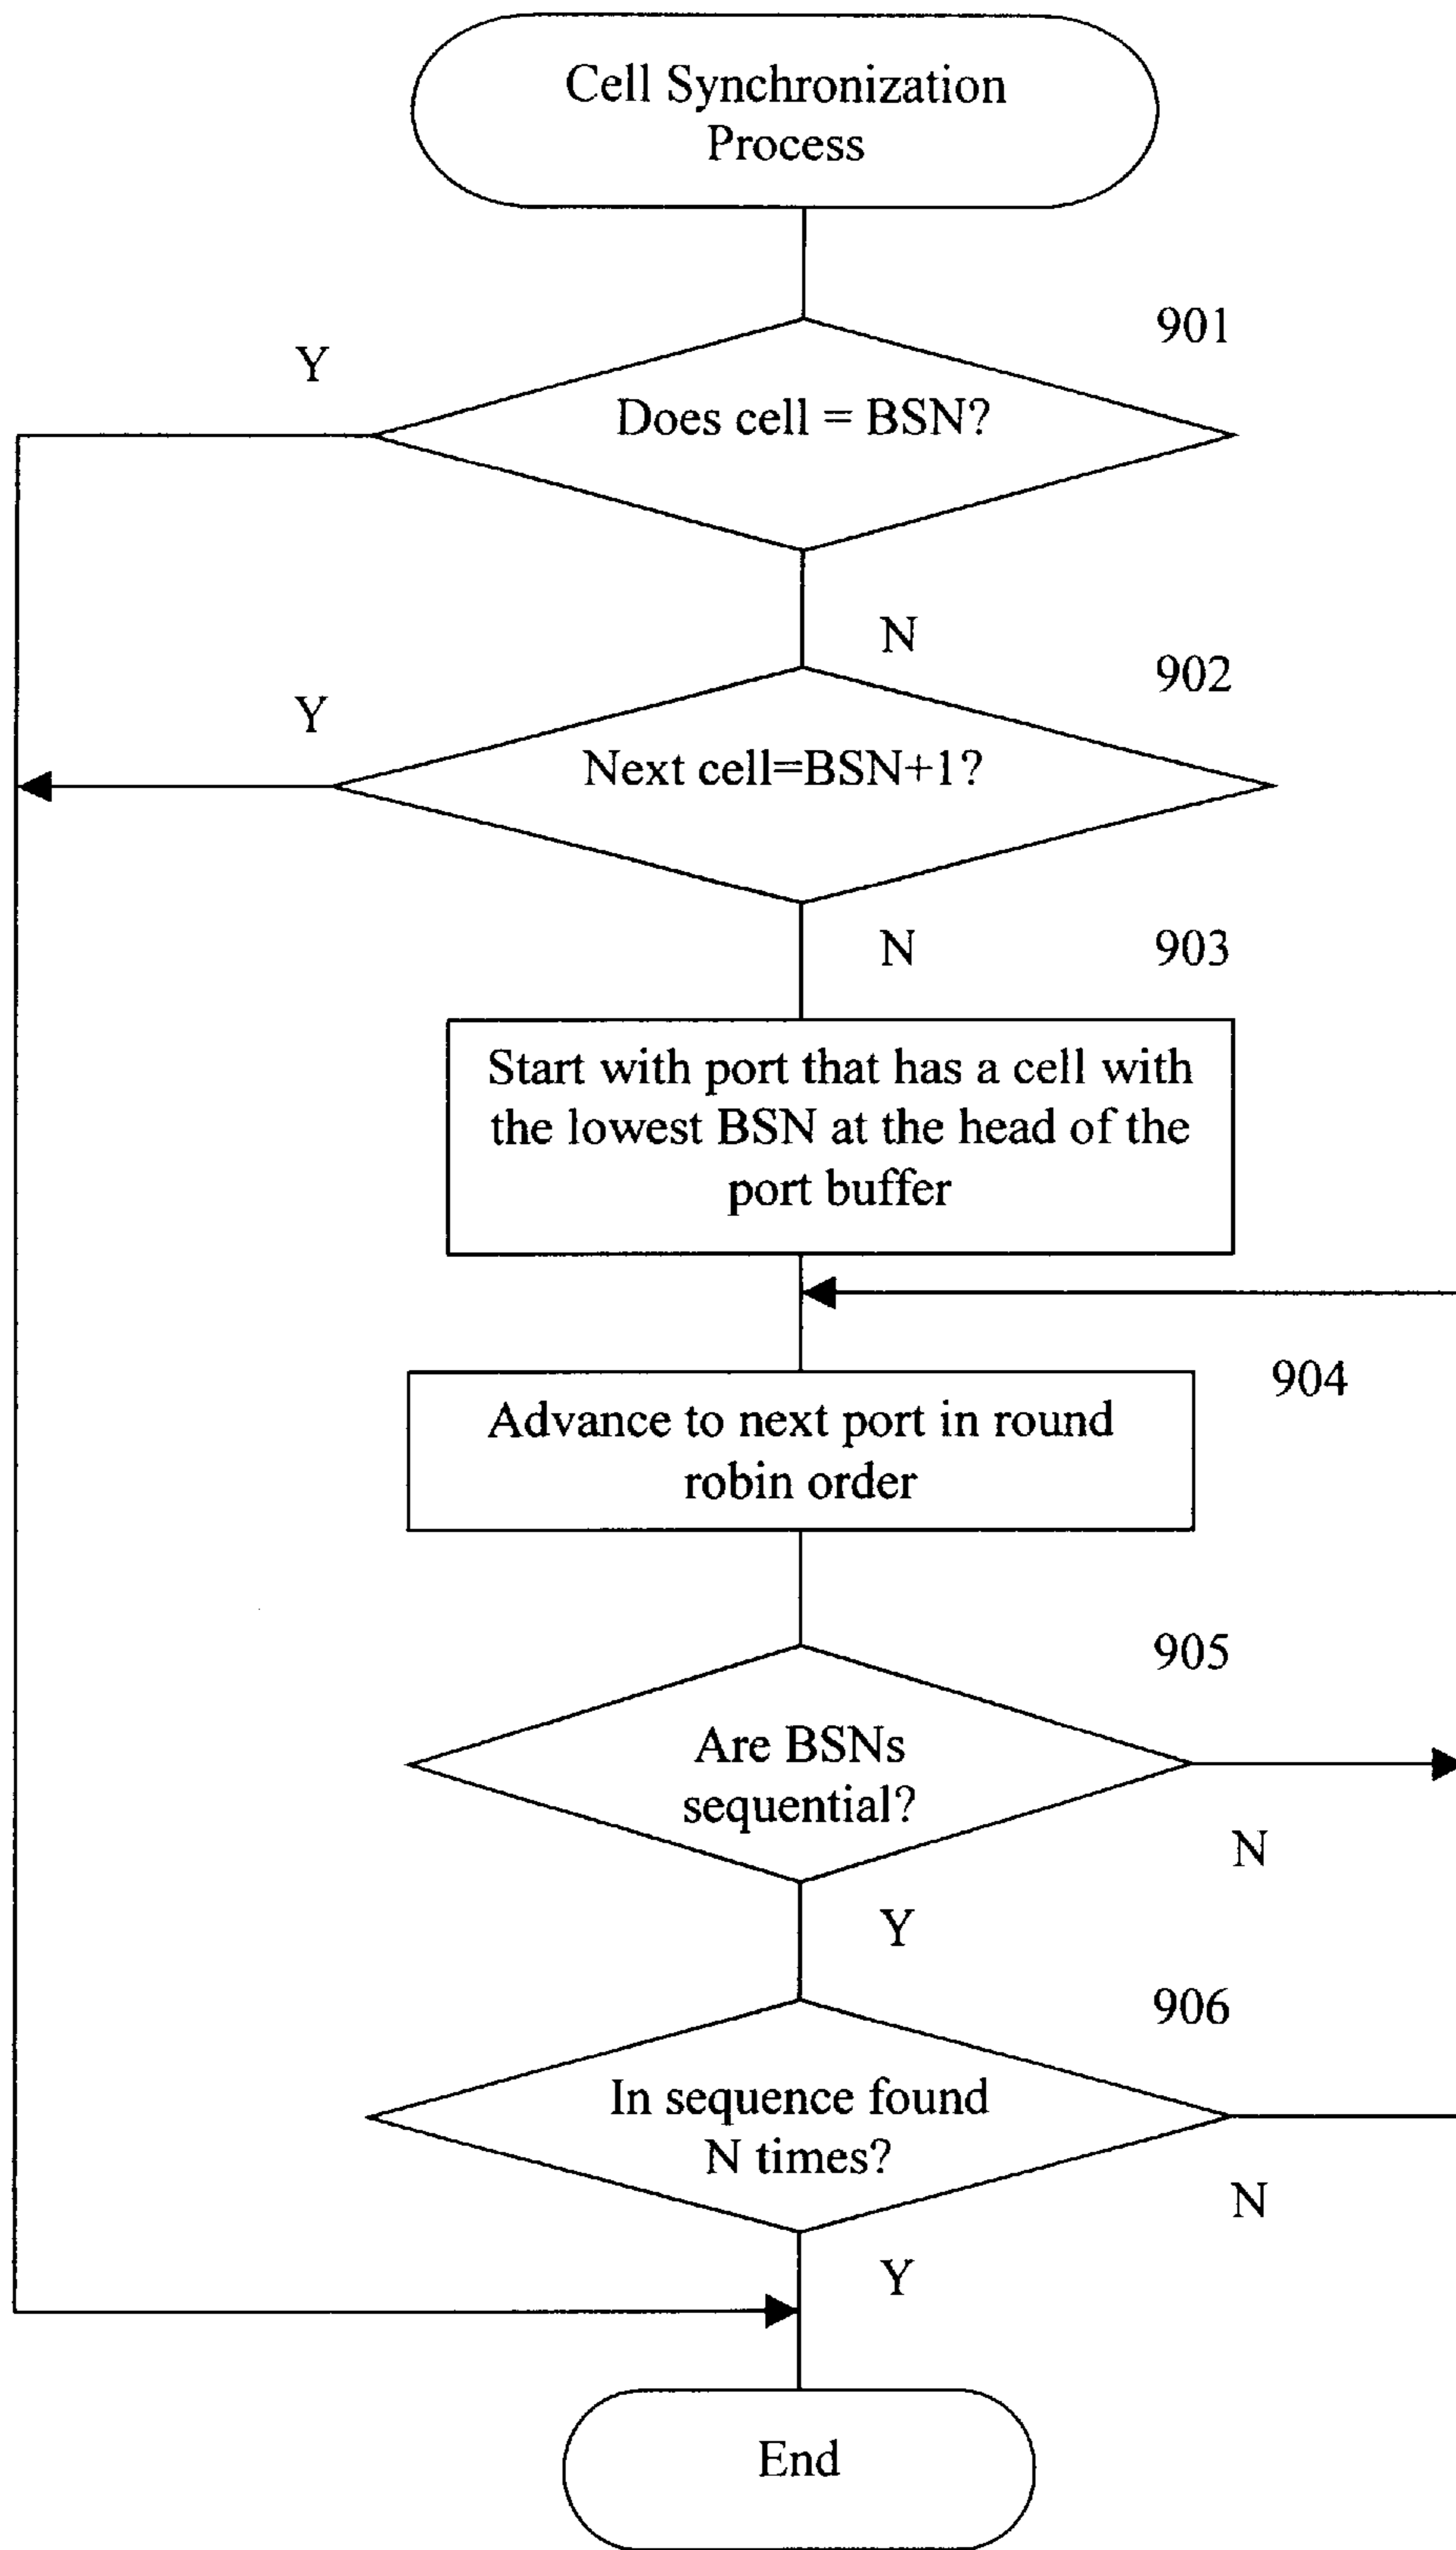 Cell Synchronization
Process
901
Y
Does cell = BSN?
N
902
Y
Next cell=BSN+1?
N
903
Start with port that has a cell with
the lowest BSN at the head of the
port buffer
904
Advance to next port in round
robin order
905
Are BSNs
sequential?
N
Y
906
In sequence found
N times?
N
Y
End